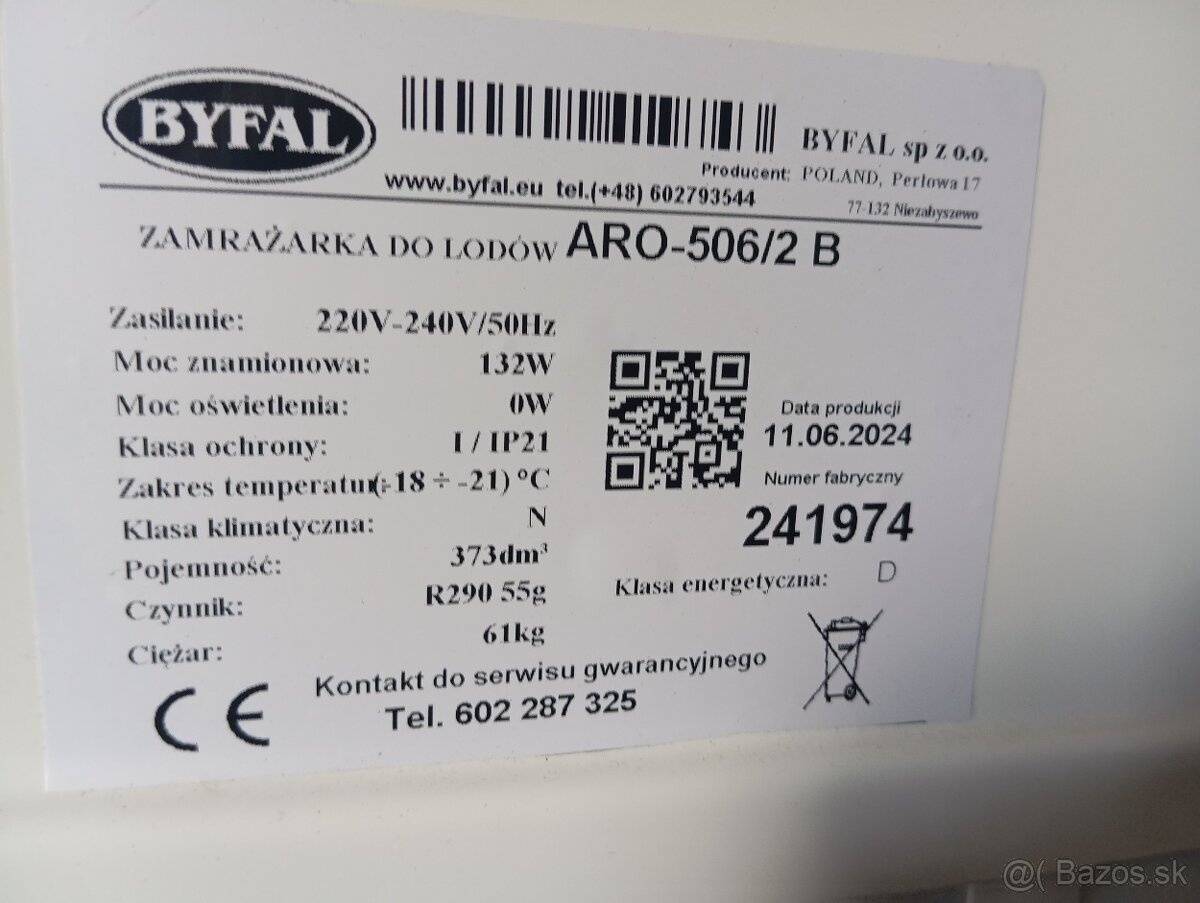 BYFAL
BYFAL sp z o.o.
Producent: POLAND, Perłowa 17
www.byfal.eu tel.(+48) 602793544
77-132 Niezabyszewo
ZAMRAŻARKA DO LODÓW ARO-506/2 B
Zasilanie: 220V-240V/50Hz
Moc znamionowa: 132W
Moc oświetlenia: 0W
Klasa ochrony: I / IP21
Zakres temperatur(-18 ÷ -21) °C
Klasa klimatyczna: N
Pojemność: 373dm³
Czynnik: R290 55g
Ciężar: 61kg
Data produkcji
11.06.2024
Numer fabryczny
241974
Klasa energetyczna: D
Kontakt do serwisu gwarancyjnego
Tel. 602 287 325
CE
@( Bazos.sk